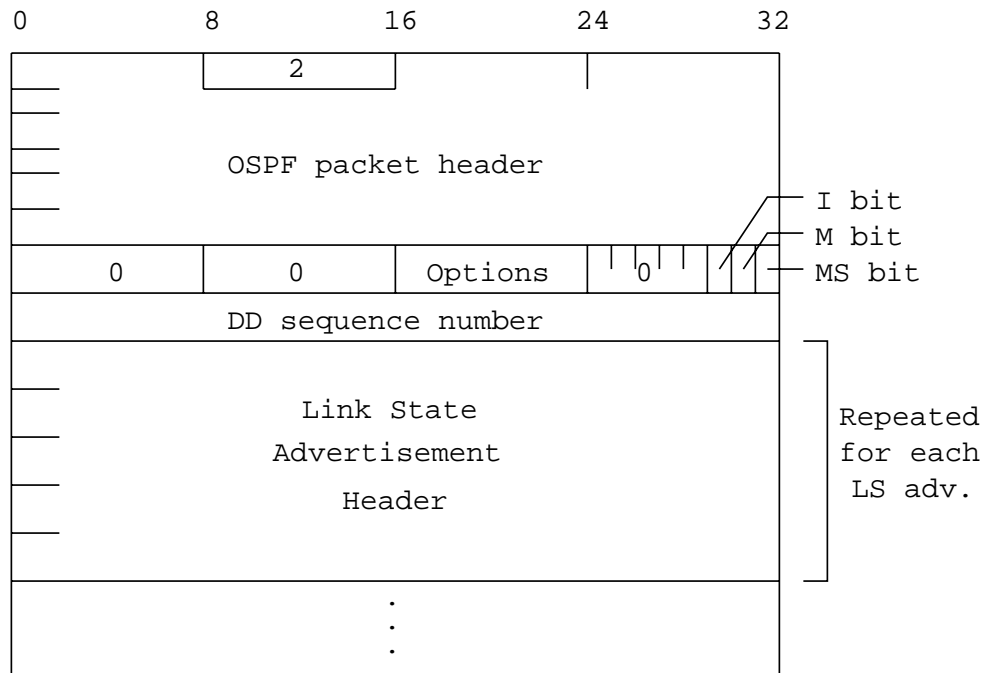 0 8 16 24 32
2
OSPF packet header
I bit
M bit
0 0 Options 0 MS bit
DD sequence number
Link State
Advertisement
Header
Repeated
for each
LS adv.